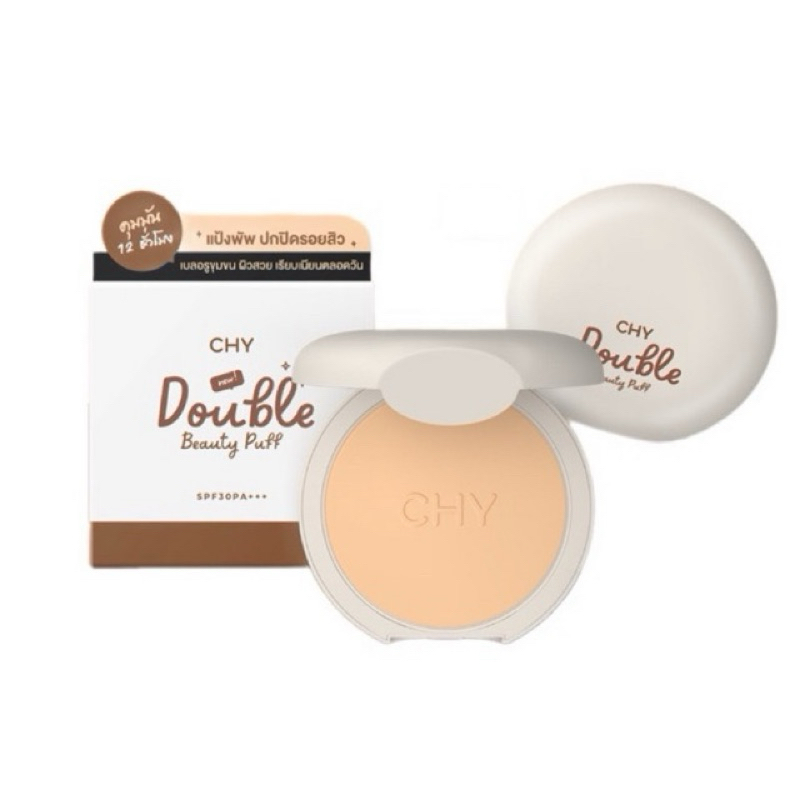 คุมมัน
12 ชั่วโมง
แป้งพัพ ปกปิดรอยสิว
เบลอรูขุมขน ผิวสวย เรียบเนียนตลอดวัน
CHY
new
Double
Beauty Puff
SPF30PA+++
CHY
CHY
Double
Beauty Puff